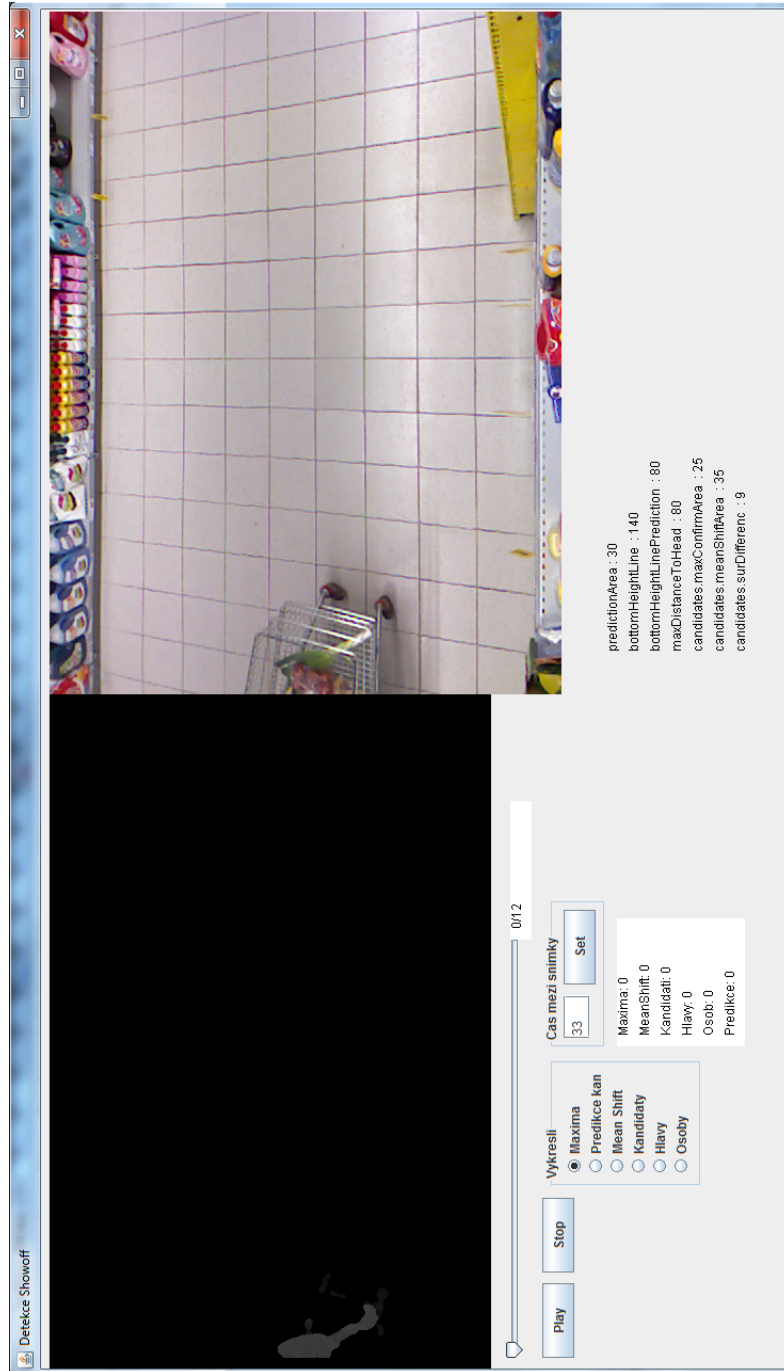 Detekce Showoff
0/12
Play
Stop
Vykresli
Maxima
Predikce kan
Mean Shift
Kandidaty
Hlavy
Osoby
Cas mezi snimky
33
Set
Maxima: 0
MeanShift: 0
Kandidati: 0
Hlavy: 0
Osob: 0
Predikce: 0
predictionArea : 30
bottomHeightLine : 140
bottomHeightLinePrediction : 80
maxDistanceToHead : 80
candidates.maxConfirmArea : 25
candidates.meanShiftArea : 35
candidates.surDifferenc : 9